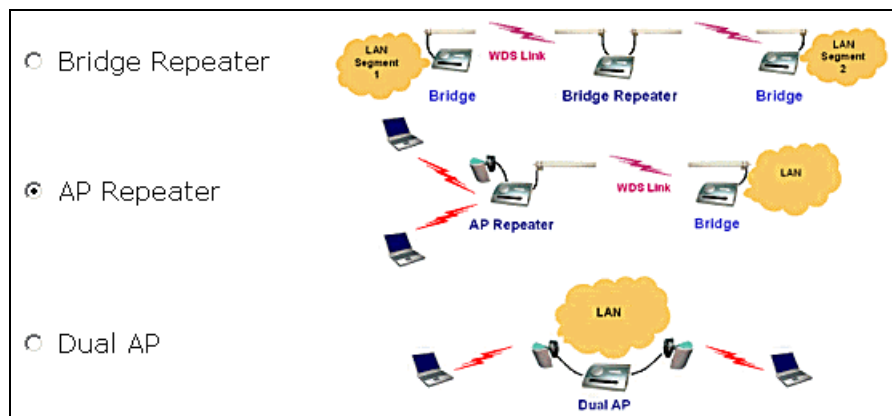 Bridge Repeater
LAN
Segment
1
WDS Link
LAN
Segment
2
Bridge
Bridge Repeater
Bridge
AP Repeater
LAN
WDS Link
AP Repeater
Bridge
Dual AP
LAN
Dual AP